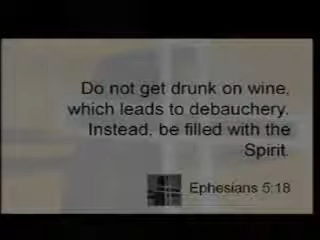 Do not get drunk on wine,
which leads to debauchery.
Instead, be filled with the
Spirit.
Ephesians 5:18